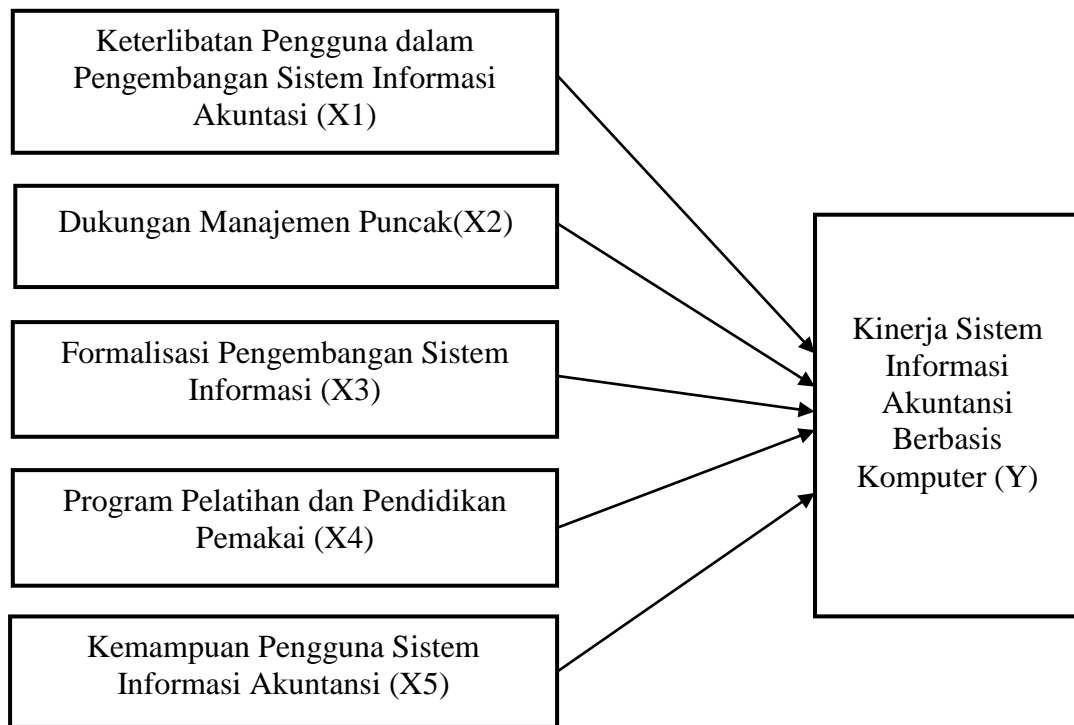 Keterlibatan Pengguna dalam
Pengembangan Sistem Informasi
Akuntasi (X1)
Dukungan Manajemen Puncak(X2)
Formalisasi Pengembangan Sistem
Informasi (X3)
Program Pelatihan dan Pendidikan
Pemakai (X4)
Kemampuan Pengguna Sistem
Informasi Akuntansi (X5)
Kinerja Sistem
Informasi
Akuntansi
Berbasis
Komputer (Y)